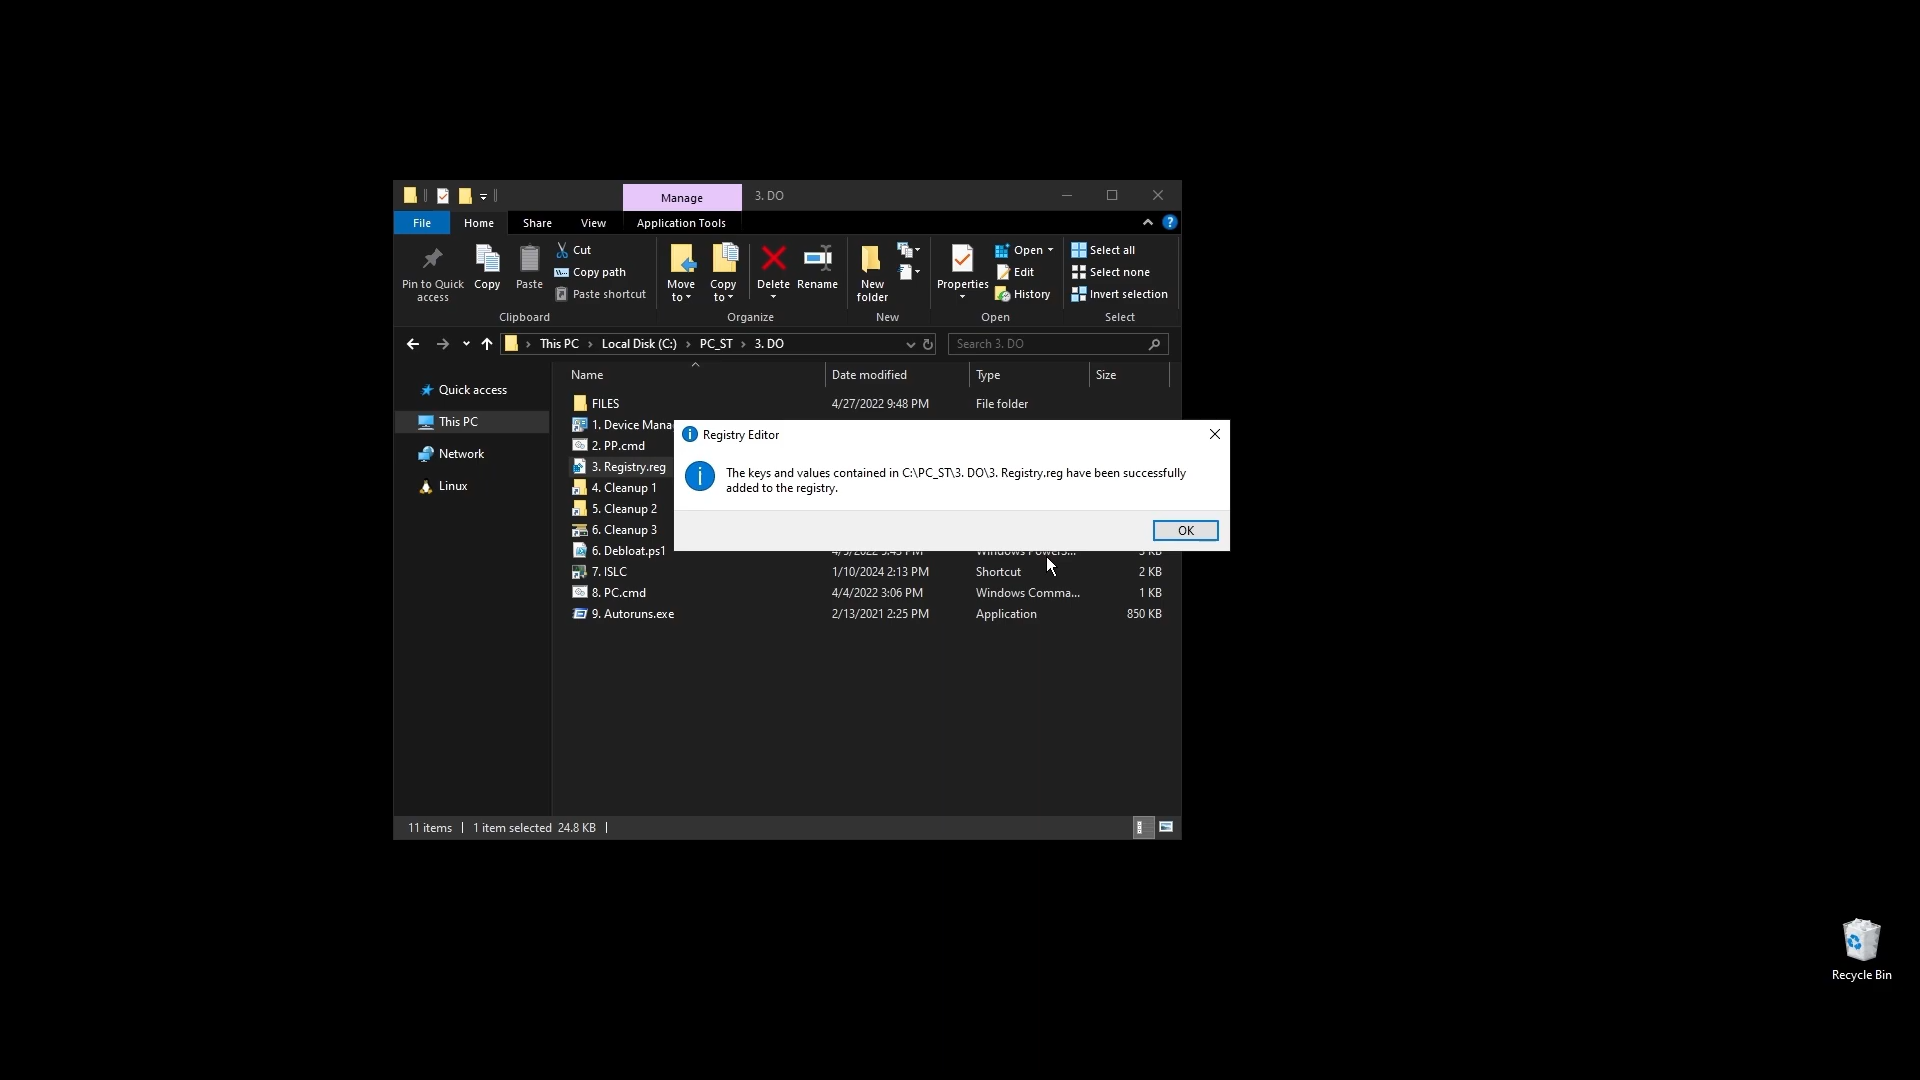 Manage
3. DO
File
Home
Share
View
Application Tools
?
Pin to Quick
access
Copy
Paste
Cut
Copy path
Paste shortcut
Move
to
Copy
to
Delete
Rename
New
folder
Properties
Open
Edit
History
Select all
Select none
Invert selection
Clipboard
Organize
New
Open
Select
This PC
Local Disk (C:)
PC_ST
3. DO
Search 3. DO
Quick access
This PC
Network
Linux
Name
Date modified
Type
Size
FILES 4/27/2022 9:48 PM File folder
1. Device Mana
2. PP.cmd
3. Registry.reg
4. Cleanup 1
5. Cleanup 2
6. Cleanup 3
6. Debloat.ps1
7. ISLC 1/10/2024 2:13 PM Shortcut 2 KB
8. PC.cmd 4/4/2022 3:06 PM Windows Comma... 1 KB
9. Autoruns.exe 2/13/2021 2:25 PM Application 850 KB
Registry Editor
The keys and values contained in C:\PC_ST\3. DO\3. Registry.reg have been successfully
added to the registry.
OK
11 items
1 item selected 24.8 KB
Recycle Bin